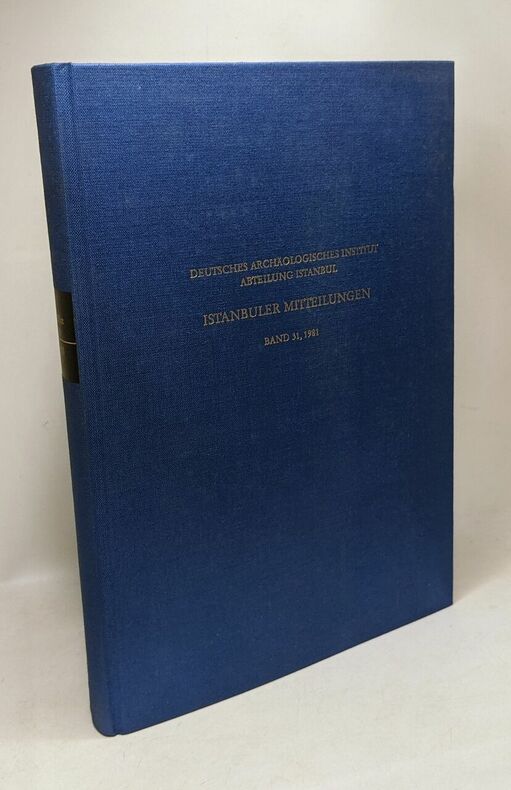 DEUTSCHES ARCHÄOLOGISCHES INSTITUT
ABTEILUNG ISTANBUL
ISTANBULER MITTEILUNGEN
BAND 31, 1981